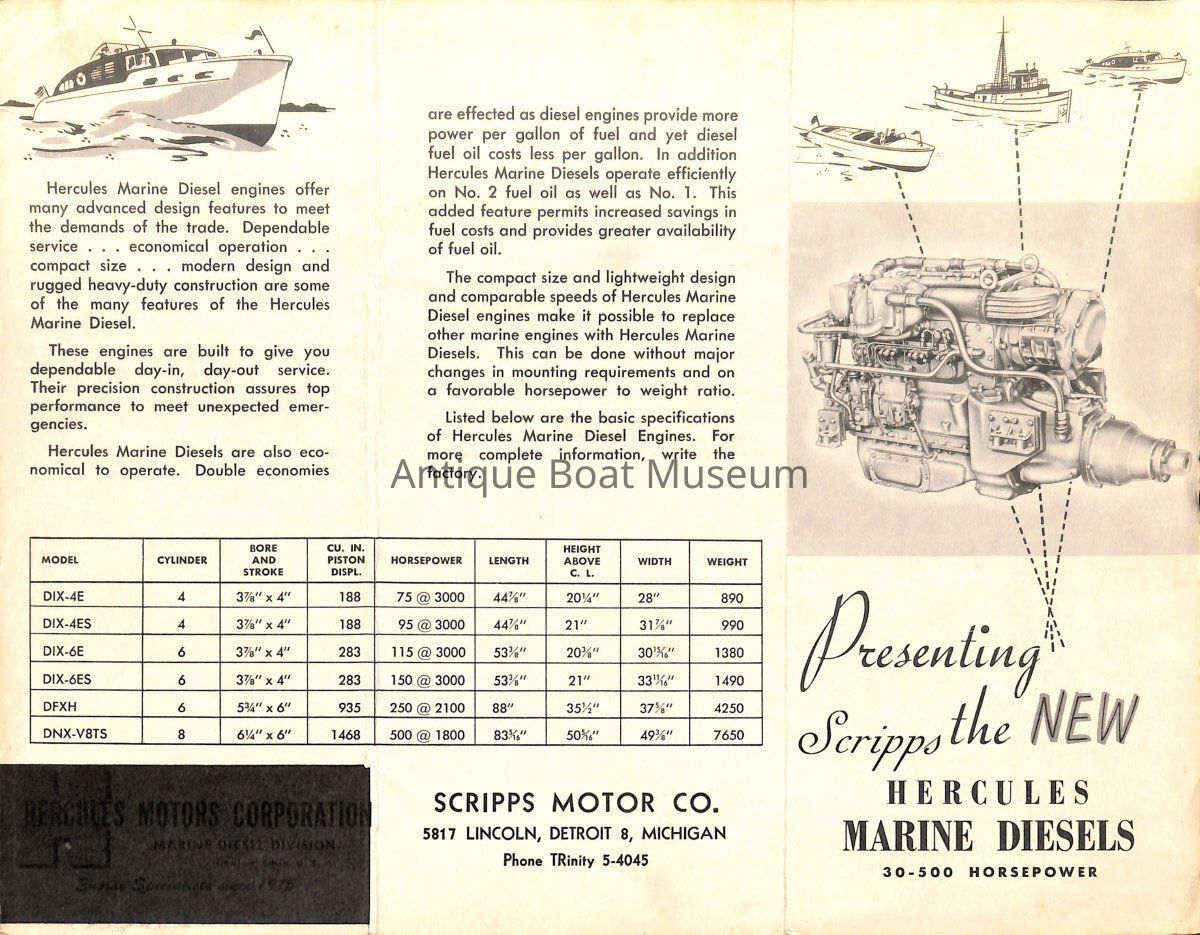 Hercules Marine Diesel engines offer
many advanced design features to meet
the demands of the trade. Dependable
service . . . economical operation . . .
compact size . . . modern design and
rugged heavy-duty construction are some
of the many features of the Hercules
Marine Diesel.
These engines are built to give you
dependable day-in, day-out service.
Their precision construction assures top
performance to meet unexpected emer-
gencies.
Hercules Marine Diesels are also eco-
nomical to operate. Double economies
are effected as diesel engines provide more
power per gallon of fuel and yet diesel
fuel oil costs less per gallon. In addition
Hercules Marine Diesels operate efficiently
on No. 2 fuel oil as well as No. 1. This
added feature permits increased savings in
fuel costs and provides greater availability
of fuel oil.
The compact size and lightweight design
and comparable speeds of Hercules Marine
Diesel engines make it possible to replace
other marine engines with Hercules Marine
Diesels. This can be done without major
changes in mounting requirements and on
a favorable horsepower to weight ratio.
Listed below are the basic specifications
of Hercules Marine Diesel Engines. For
more complete information, write the
factory.
Antique Boat Museum
MODEL CYLINDER BORE AND STROKE CU. IN. PISTON DISPL. HORSEPOWER LENGTH HEIGHT ABOVE C. L. WIDTH WEIGHT
DIX-4E 4 3⅞" x 4" 188 75 @ 3000 44⅞" 20¼" 28" 890
DIX-4ES 4 3⅞" x 4" 188 95 @ 3000 44⅞" 21" 31⅞" 990
DIX-6E 6 3⅞" x 4" 283 115 @ 3000 53⅜" 20⅜" 30¹⁵⁄₁₆" 1380
DIX-6ES 6 3⅞" x 4" 283 150 @ 3000 53⅜" 21" 33¹¹⁄₁₆" 1490
DFXH 6 5¾" x 6" 935 250 @ 2100 88" 35½" 37⅝" 4250
DNX-V8TS 8 6¼" x 6" 1468 500 @ 1800 83⁵⁄₁₆" 50⁵⁄₁₆" 49⅜" 7650
HERCULES MOTORS CORPORATION
MARINE DIESEL DIVISION
Canton, Ohio, U. S. A.
Engine Specialists since 1915
SCRIPPS MOTOR CO.
5817 LINCOLN, DETROIT 8, MICHIGAN
Phone TRinity 5-4045
Presenting
Scripps the NEW
HERCULES
MARINE DIESELS
30-500 HORSEPOWER